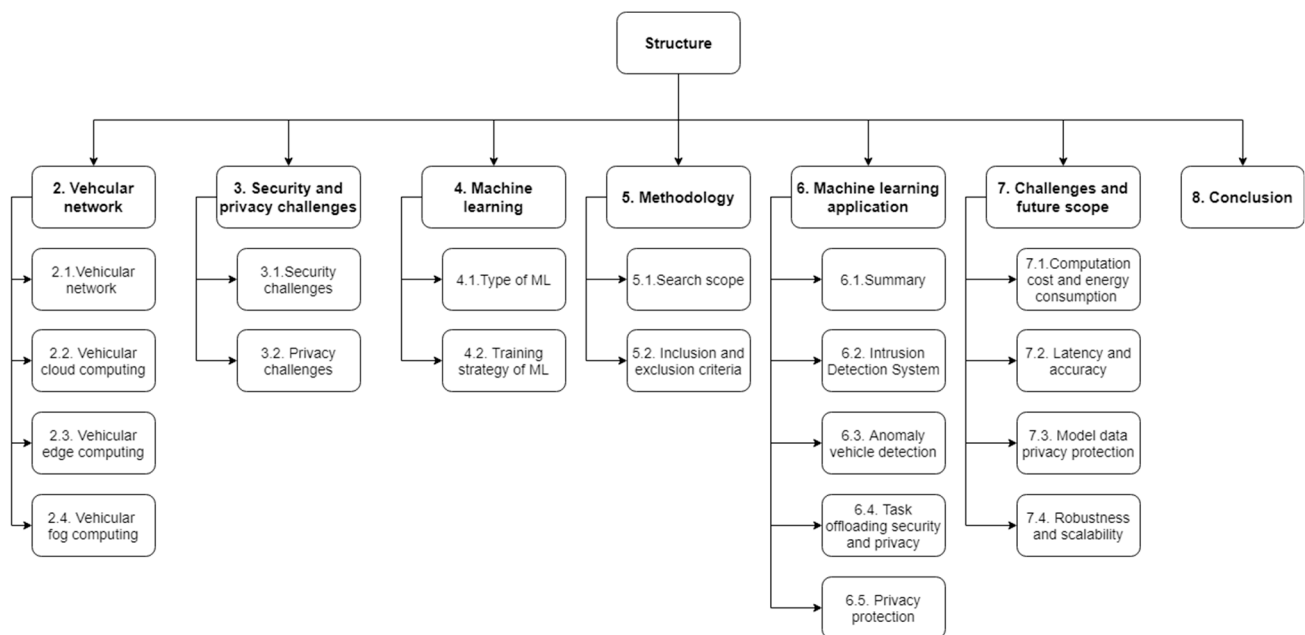 Structure
2. Vehcular
network
3. Security and
privacy challenges
4. Machine
learning
5. Methodology
6. Machine learning
application
7. Challenges and
future scope
8. Conclusion
2.1.Vehicular
network
2.2. Vehicular
cloud computing
2.3. Vehicular
edge computing
2.4. Vehicular
fog computing
3.1.Security
challenges
3.2. Privacy
challenges
4.1.Type of ML
4.2. Training
strategy of ML
5.1.Search scope
5.2. Inclusion and
exclusion criteria
6.1.Summary
6.2. Intrusion
Detection System
6.3. Anomaly
vehicle detection
6.4. Task
offloading security
and privacy
6.5. Privacy
protection
7.1.Computation
cost and energy
consumption
7.2. Latency and
accuracy
7.3. Model data
privacy protection
7.4. Robustness
and scalability